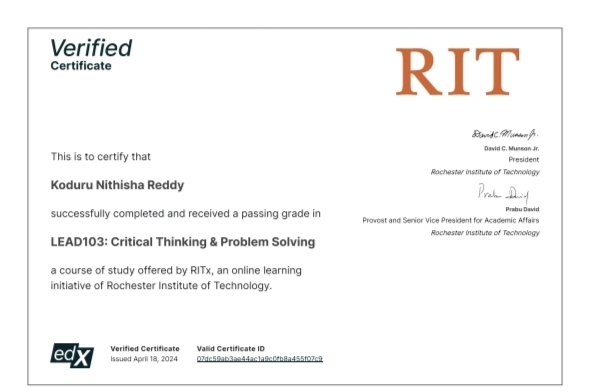 Verified
Certificate
RIT
This is to certify that
Koduru Nithisha Reddy
successfully completed and received a passing grade in
LEAD103: Critical Thinking & Problem Solving
a course of study offered by RITx, an online learning
initiative of Rochester Institute of Technology.
David C. Munson Jr.
David C. Munson Jr.
President
Rochester Institute of Technology
Prabu David
Prabu David
Provost and Senior Vice President for Academic Affairs
Rochester Institute of Technology
edX
Verified Certificate
Issued April 18, 2024
Valid Certificate ID
07dc59ab3ae44ac1a9c0fb8a455f07c9